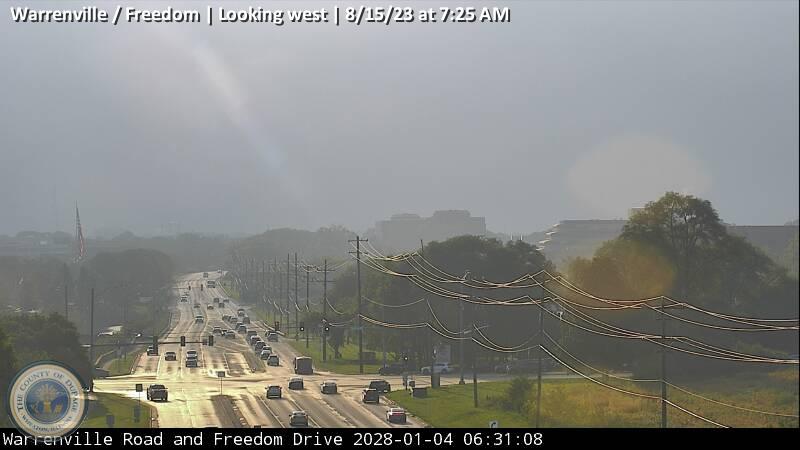 Warrenville / Freedom | Looking west | 8/15/23 at 7:25 AM
THE COUNTY OF DUPAGE
Warrenville Road and Freedom Drive 2028-01-04 06:31:08